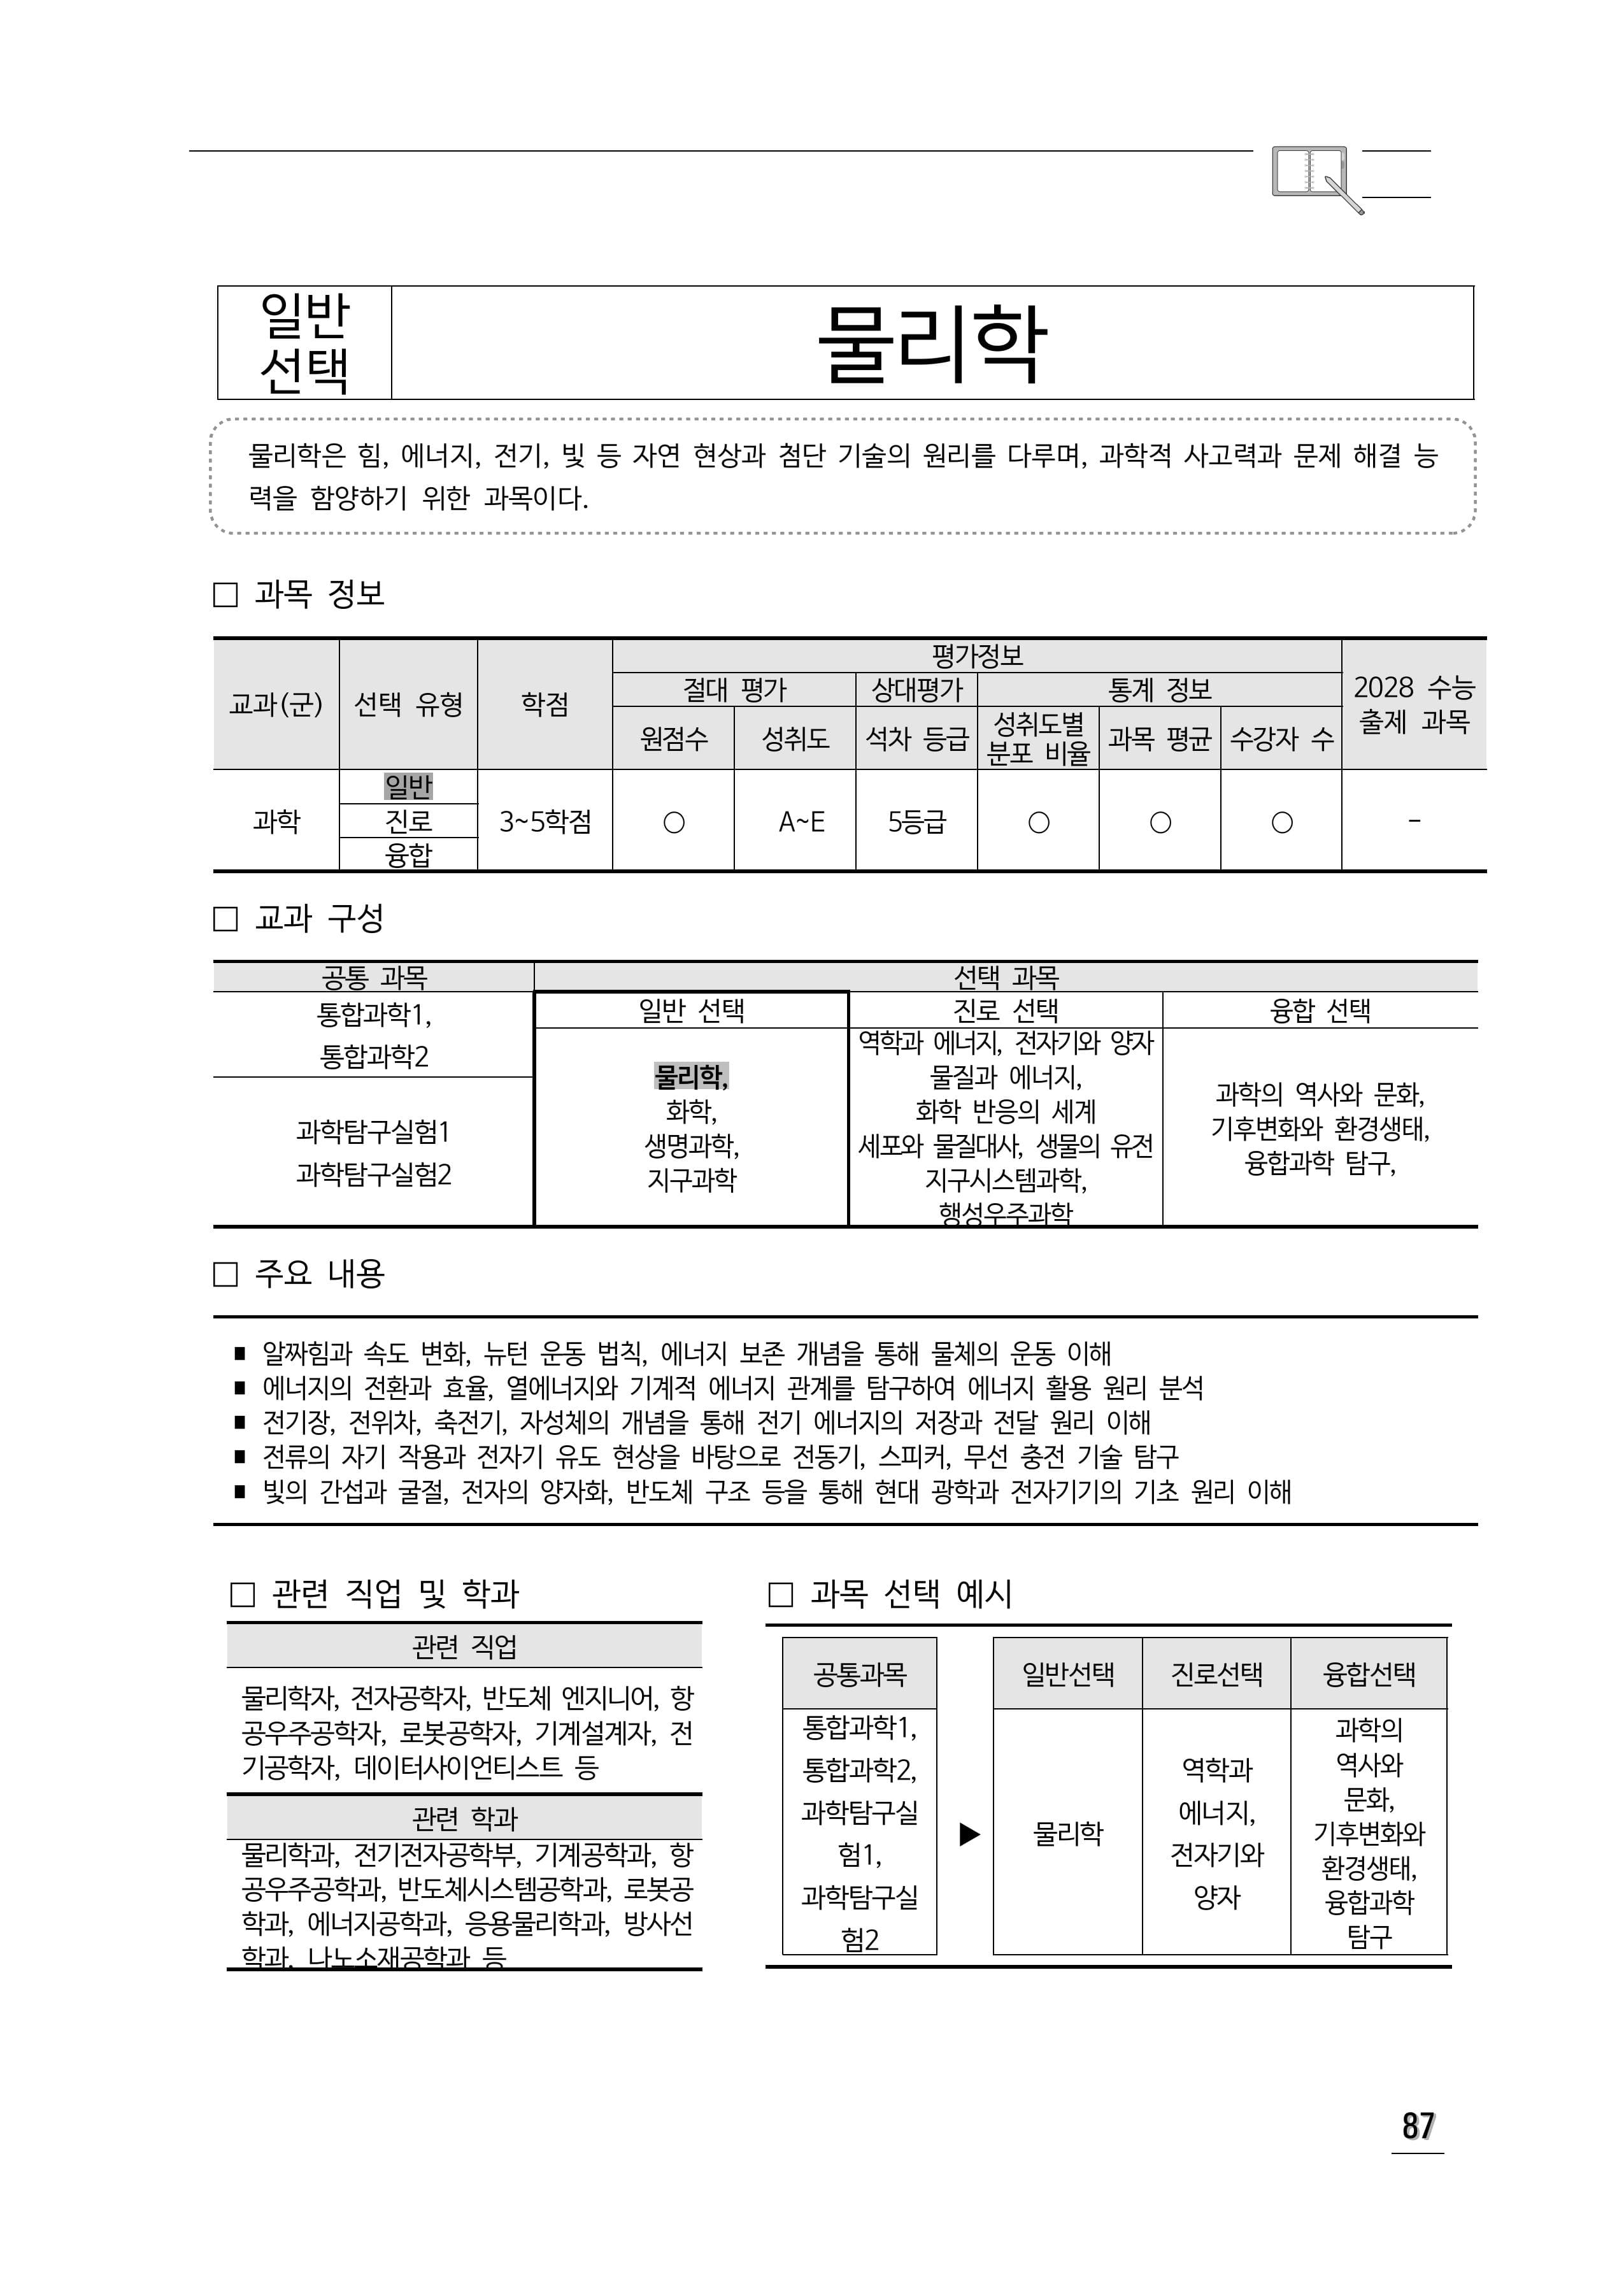 일반
선택
물리학
물리학은 힘, 에너지, 전기, 빛 등 자연 현상과 첨단 기술의 원리를 다루며, 과학적 사고력과 문제 해결 능
력을 함양하기 위한 과목이다.
□ 과목 정보
교과(군) 선택 유형 학점 평가정보 2028 수능
출제 과목
절대 평가 상대평가 통계 정보
원점수 성취도 석차 등급 성취도별
분포 비율 과목 평균 수강자 수
과학 일반
진로
융합
3~5학점 ○ A~E 5등급 ○ ○ ○ -
□ 교과 구성
공통 과목 선택 과목
통합과학1,
통합과학2
과학탐구실험1
과학탐구실험2
일반 선택
물리학,
화학,
생명과학,
지구과학
진로 선택
역학과 에너지, 전자기와 양자
물질과 에너지,
화학 반응의 세계
세포와 물질대사, 생물의 유전
지구시스템과학,
행성우주과학
융합 선택
과학의 역사와 문화,
기후변화와 환경생태,
융합과학 탐구,
□ 주요 내용
■ 알짜힘과 속도 변화, 뉴턴 운동 법칙, 에너지 보존 개념을 통해 물체의 운동 이해
■ 에너지의 전환과 효율, 열에너지와 기계적 에너지 관계를 탐구하여 에너지 활용 원리 분석
■ 전기장, 전위차, 축전기, 자성체의 개념을 통해 전기 에너지의 저장과 전달 원리 이해
■ 전류의 자기 작용과 전자기 유도 현상을 바탕으로 전동기, 스피커, 무선 충전 기술 탐구
■ 빛의 간섭과 굴절, 전자의 양자화, 반도체 구조 등을 통해 현대 광학과 전자기기의 기초 원리 이해
□ 관련 직업 및 학과
관련 직업
물리학자, 전자공학자, 반도체 엔지니어, 항
공우주공학자, 로봇공학자, 기계설계자, 전
기공학자, 데이터사이언티스트 등
관련 학과
물리학과, 전기전자공학부, 기계공학과, 항
공우주공학과, 반도체시스템공학과, 로봇공
학과, 에너지공학과, 응용물리학과, 방사선
학과, 나노소재공학과 등
□ 과목 선택 예시
공통과목
통합과학1,
통합과학2,
과학탐구실
험1,
과학탐구실
험2
▶
일반선택
물리학
진로선택
역학과
에너지,
전자기와
양자
융합선택
과학의
역사와
문화,
기후변화와
환경생태,
융합과학
탐구
87